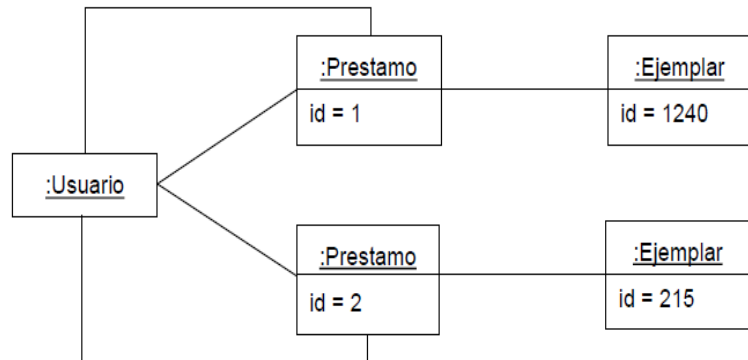 :Prestamo
id = 1
:Ejemplar
id = 1240
:Usuario
:Prestamo
id = 2
:Ejemplar
id = 215